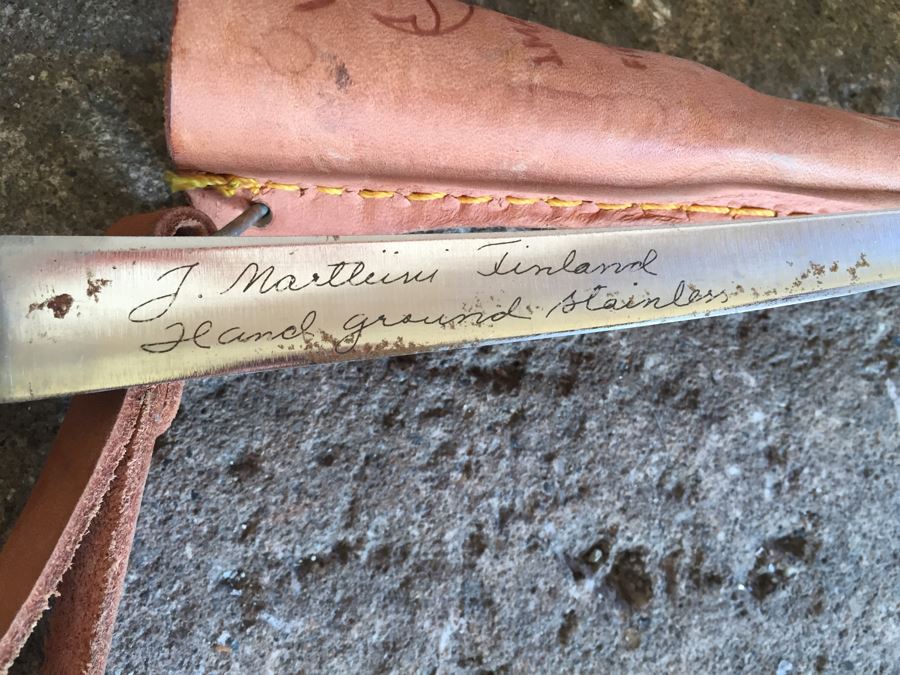 J. Marttiini Finland
Hand ground stainless